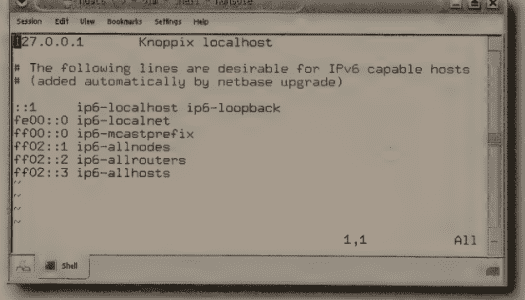 Session Edit View Bookmarks Settings Help
127.0.0.1 Knoppix localhost
# The following lines are desirable for IPv6 capable hosts
# (added automatically by netbase upgrade)
::1 ip6-localhost ip6-loopback
fe00::0 ip6-localnet
ff00::0 ip6-mcastprefix
ff02::1 ip6-allnodes
ff02::2 ip6-allrouters
ff02::3 ip6-allhosts
~
~
~
~
1,1 All
Shell